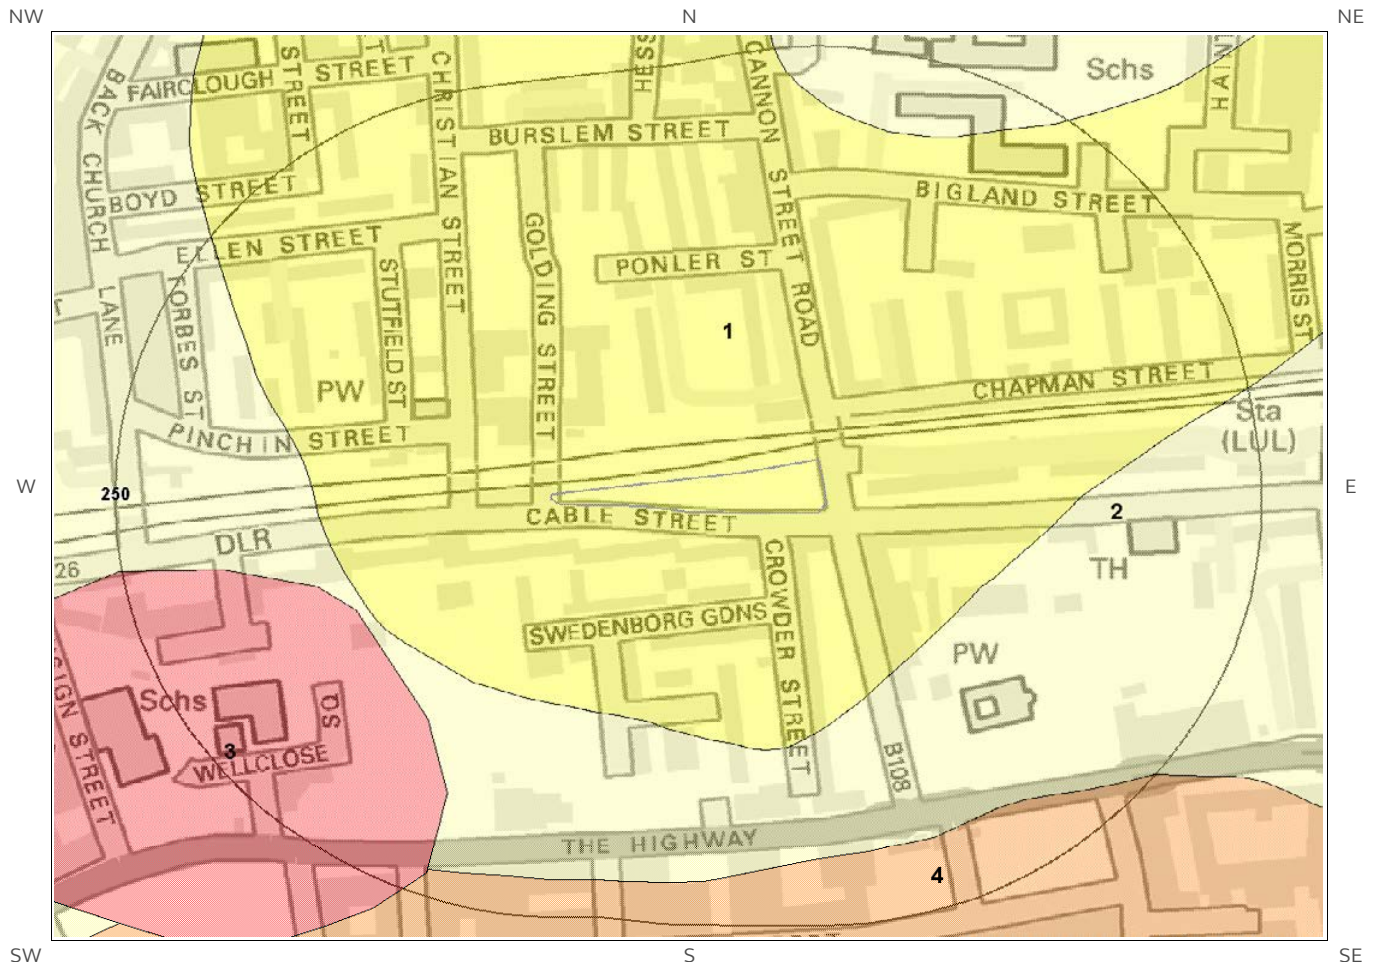 NW
N
NE
BACK CHURCH LANE
FAIRCLOUGH STREET
STREET
CHRISTIAN STREET
HESS
CANNON STREET ROAD
Schs
HAIN
BURSLEM STREET
BOYD STREET
BIGLAND STREET
ELLEN STREET
GOLDING STREET
PONLER ST
MORRIS ST
FORBES ST
STUTFIELD ST
1
PW
CHAPMAN STREET
Sta
(LUL)
PINCHIN STREET
W
250
E
2
CABLE STREET
DLR
26
TH
CROWDER STREET
SWEDENBORG GDNS
PW
IGN STREET
Schs
SQ
3
WELLCLOSE
B108
THE HIGHWAY
4
SW
S
SE